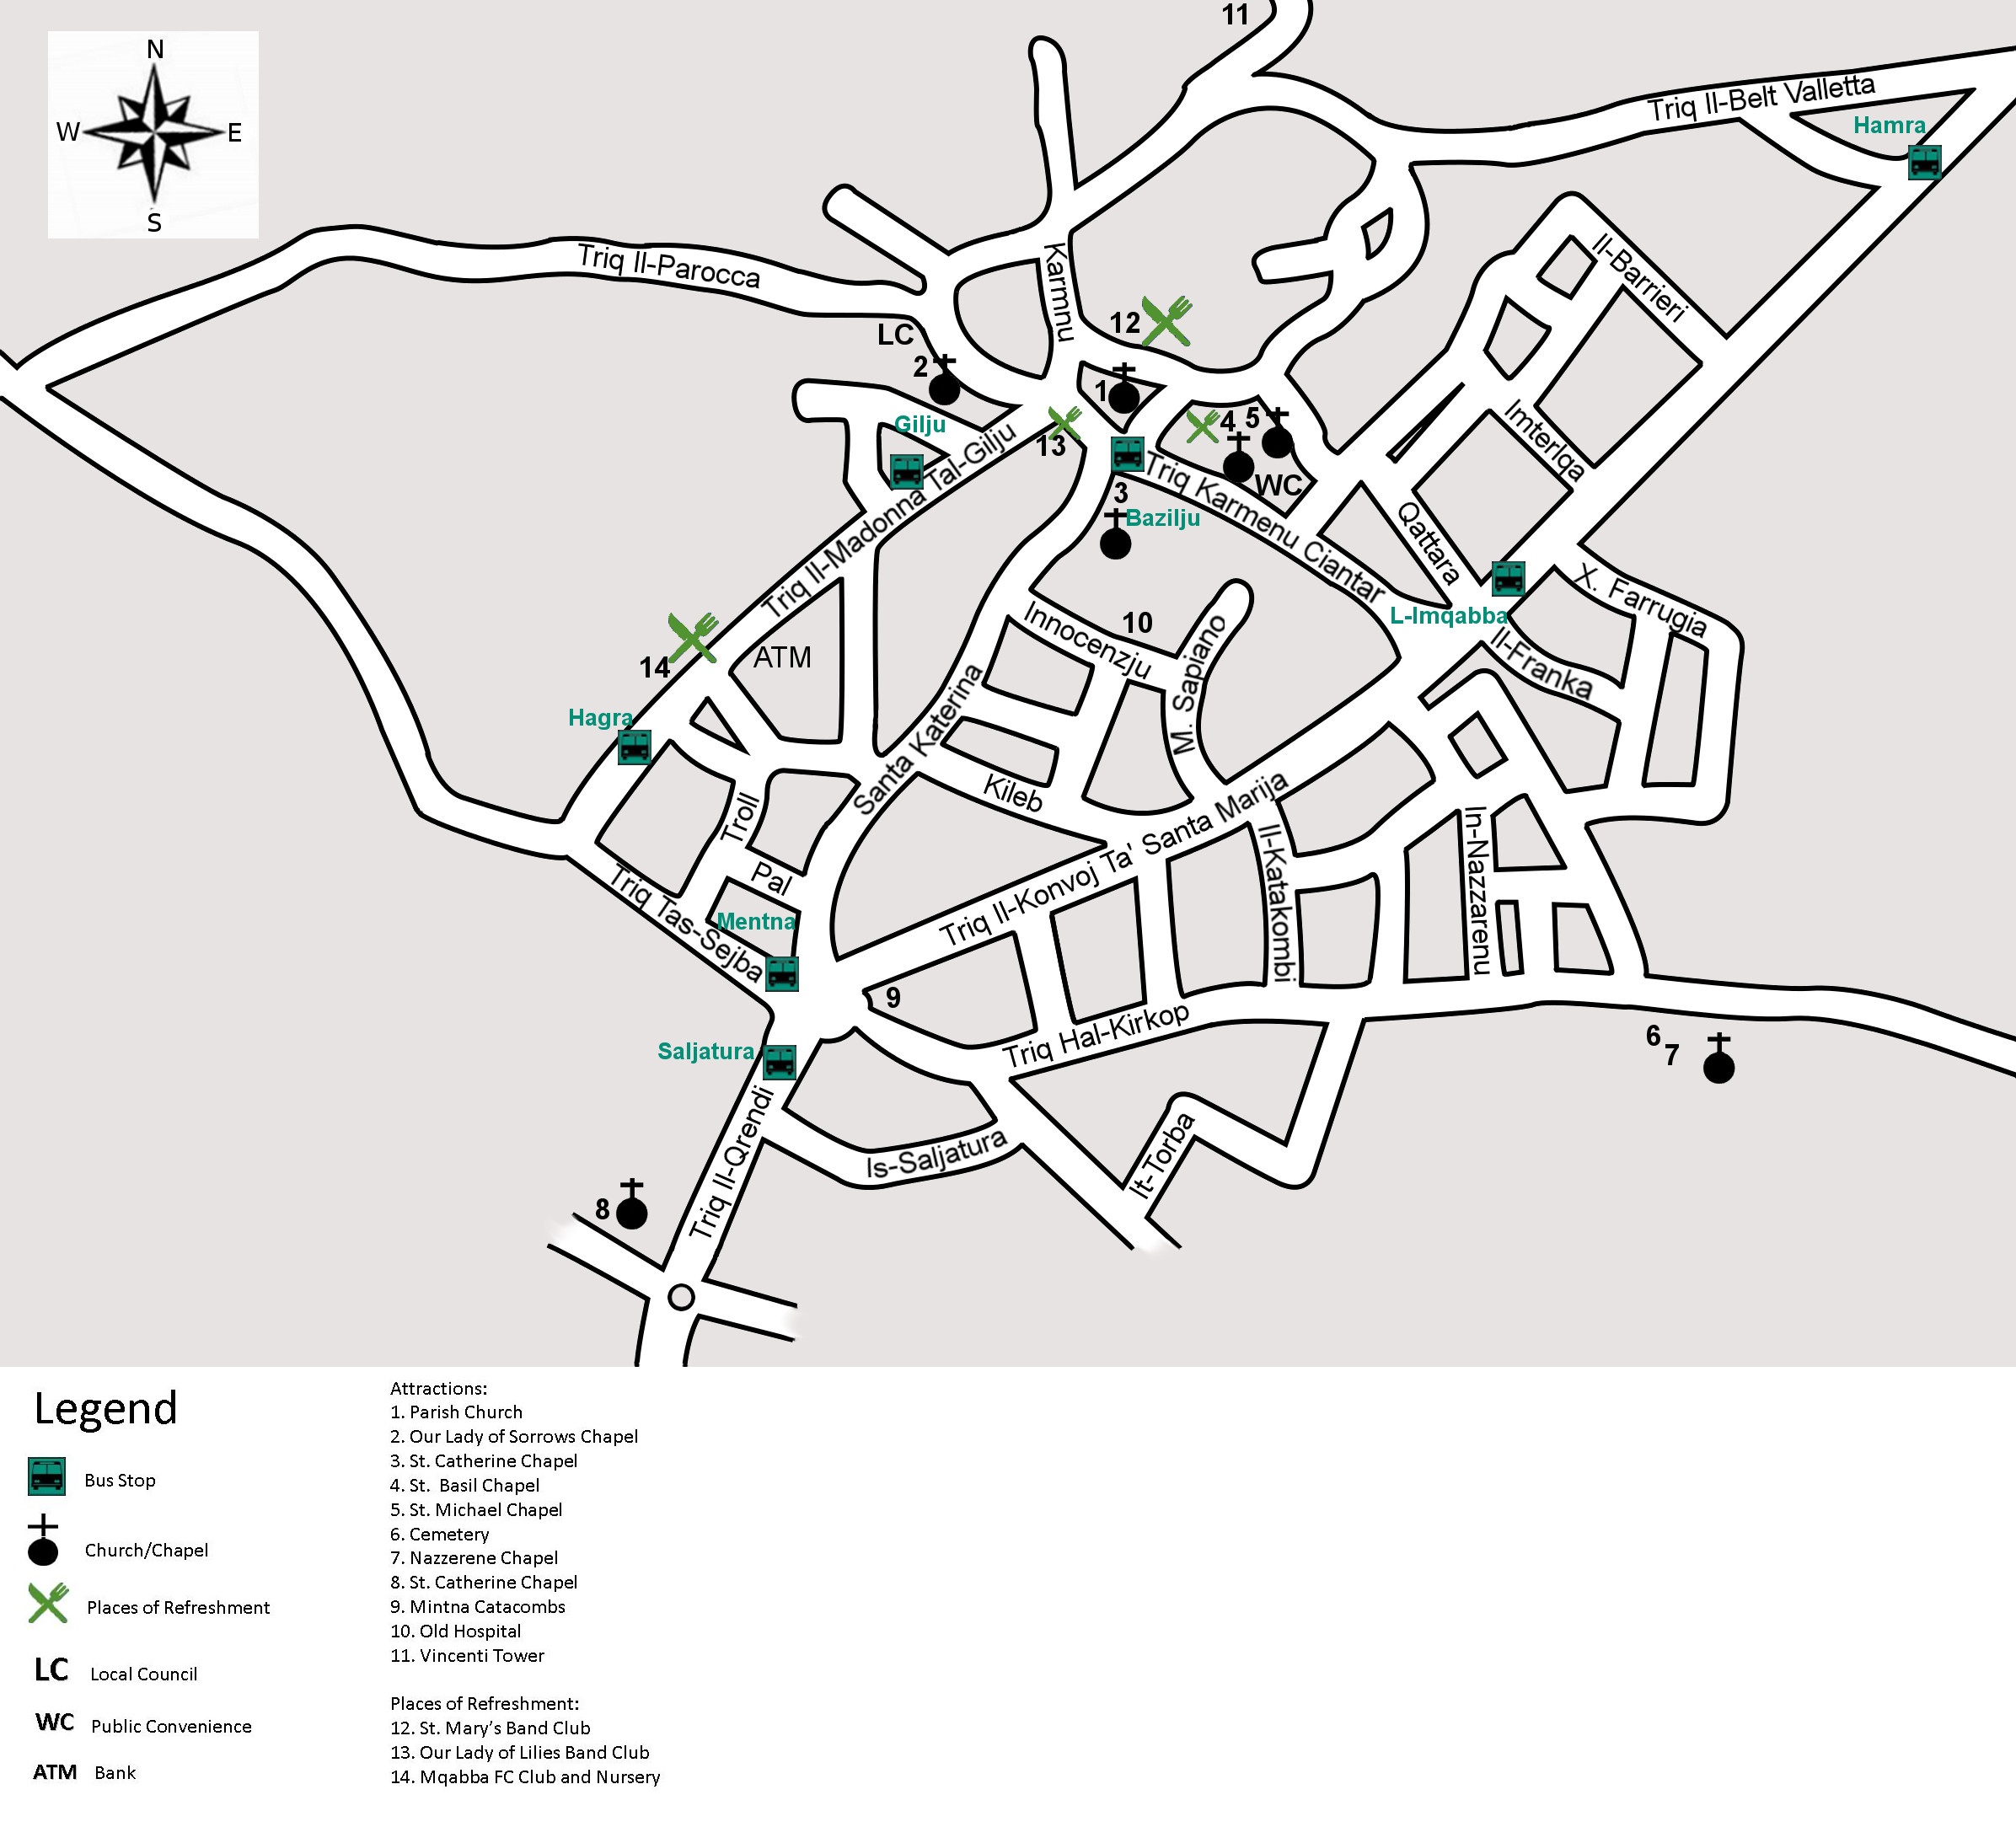 11
N
W
E
S
Triq Il-Belt Valletta
Hamra
Triq Il-Parocca
Karmnu
Il-Barrieri
12
LC
2
1
Gilju
13
4
5
WC
Imterlqa
Triq Il-Madonna Tal-Gilju
Triq Karmenu Ciantar
3
Bazilju
Qattara
X. Farrugia
L-Imqabba
Il-Franka
14
ATM
Innocenzju
10
M. Sapiano
Hagra
Santa Katerina
Troll
Kileb
Pal
Triq Il-Konvoj Ta' Santa Marija
Il-Katakombi
In-Nazzarenu
Triq Tas-Sejba
Mentna
9
Triq Hal-Kirkop
Saljatura
6
7
Triq Il-Qrendi
Is-Saljatura
It-Torba
8
Legend
Bus Stop
Church/Chapel
Places of Refreshment
LC Local Council
WC Public Convenience
ATM Bank
Attractions:
1. Parish Church
2. Our Lady of Sorrows Chapel
3. St. Catherine Chapel
4. St. Basil Chapel
5. St. Michael Chapel
6. Cemetery
7. Nazzerene Chapel
8. St. Catherine Chapel
9. Mintna Catacombs
10. Old Hospital
11. Vincenti Tower
Places of Refreshment:
12. St. Mary's Band Club
13. Our Lady of Lilies Band Club
14. Mqabba FC Club and Nursery